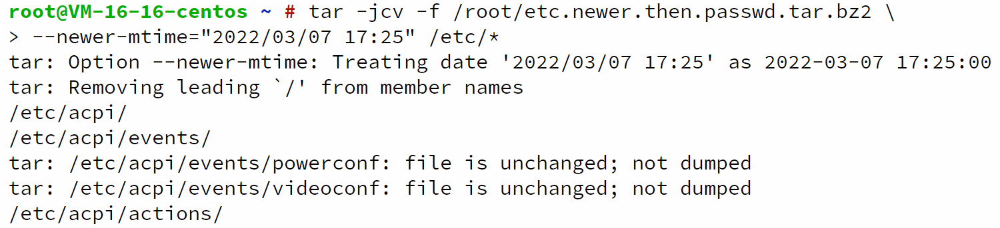 root@VM-16-16-centos ~ # tar -jcv -f /root/etc.newer.then.passwd.tar.bz2 \
> --newer-mtime="2022/03/07 17:25" /etc/*
tar: Option --newer-mtime: Treating date '2022/03/07 17:25' as 2022-03-07 17:25:00
tar: Removing leading `/' from member names
/etc/acpi/
/etc/acpi/events/
tar: /etc/acpi/events/powerconf: file is unchanged; not dumped
tar: /etc/acpi/events/videoconf: file is unchanged; not dumped
/etc/acpi/actions/